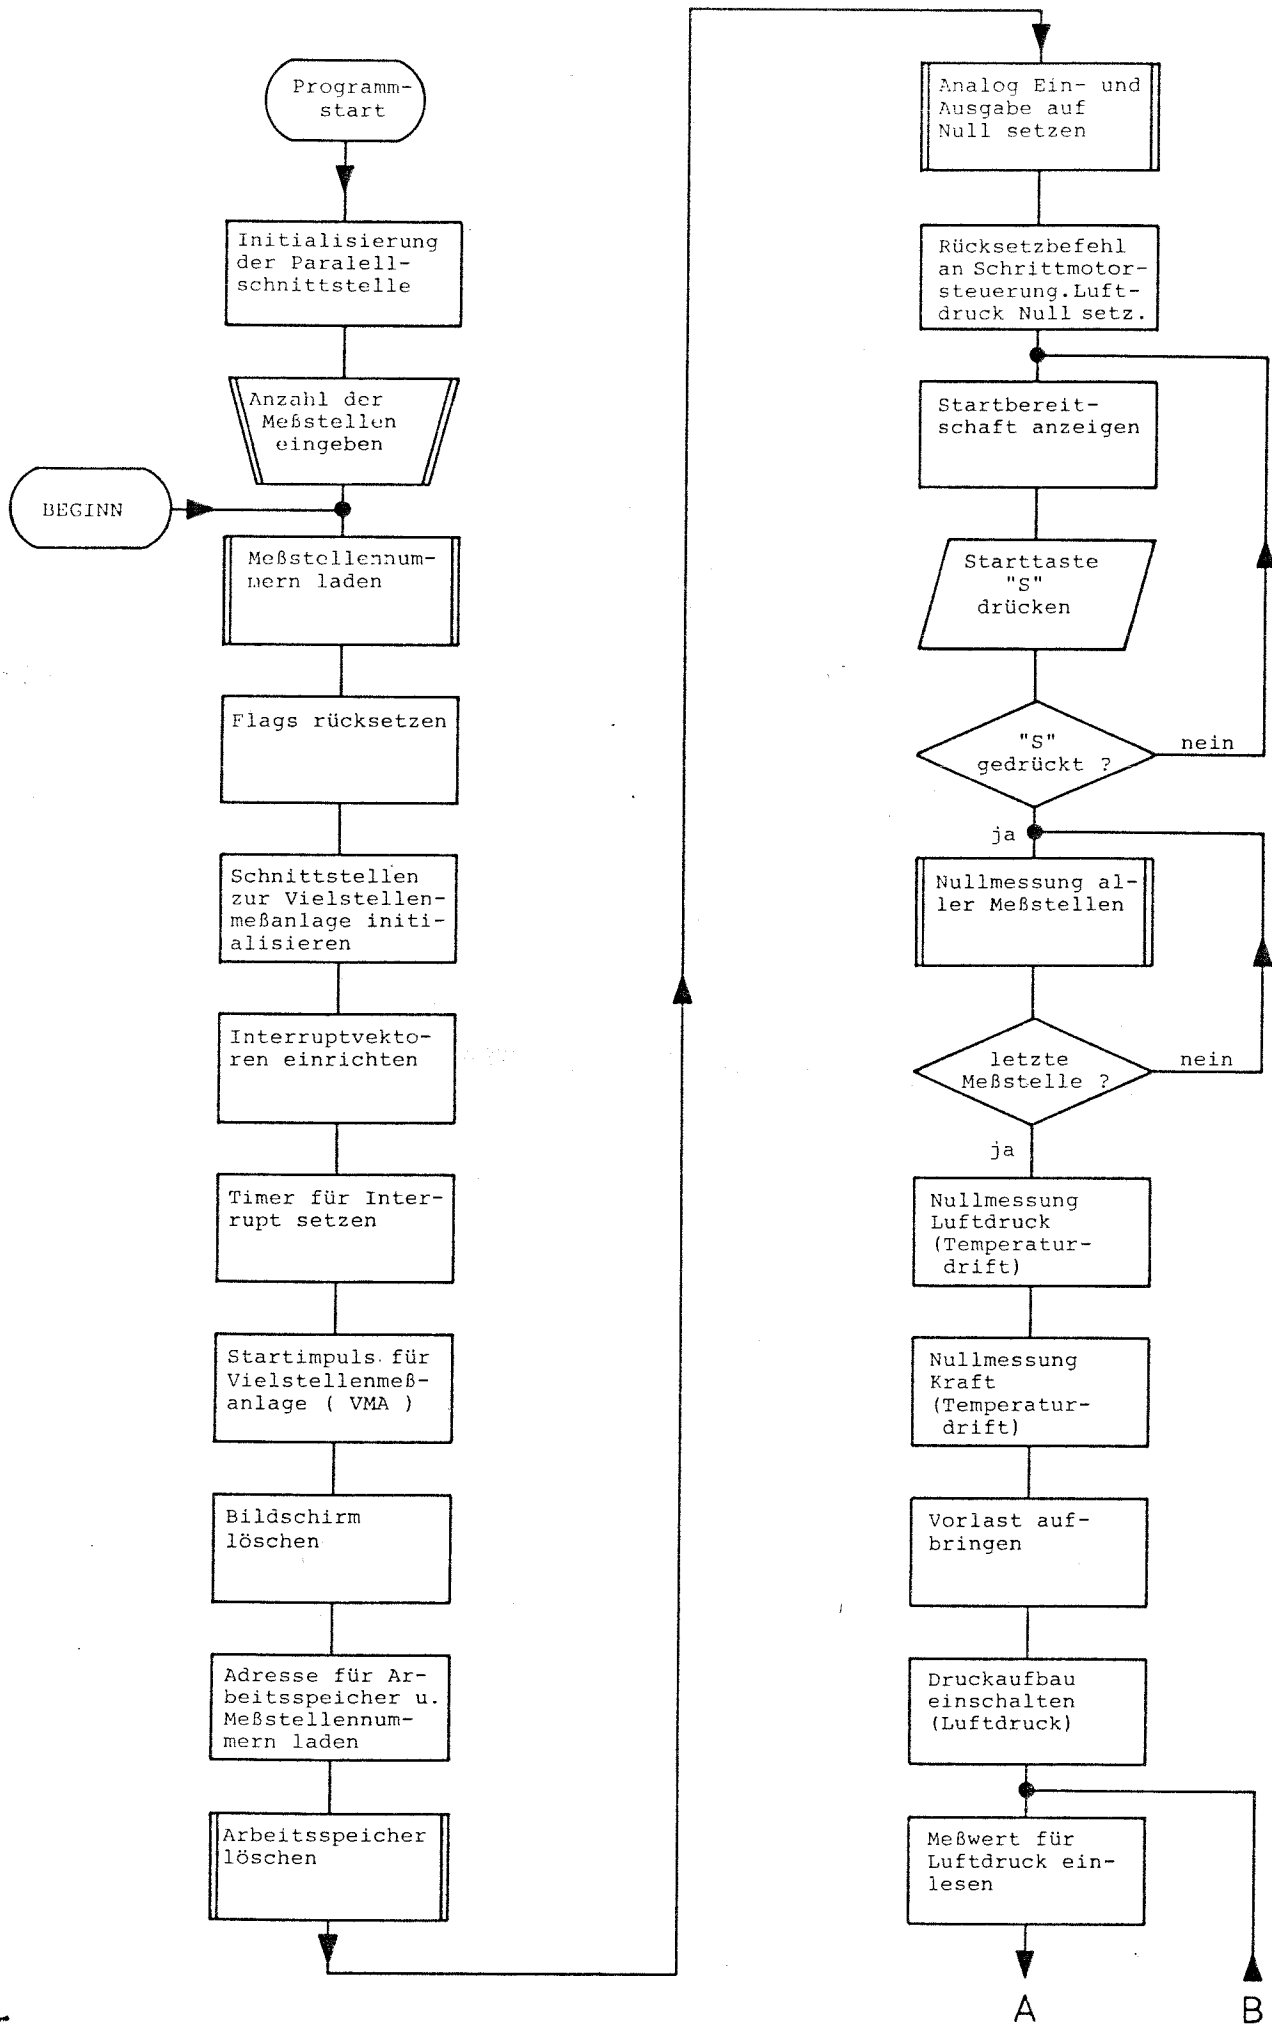 Programm-
start
Initialisierung
der Paralell-
schnittstelle
Anzahl der
Meßstellen
eingeben
BEGINN
Meßstellennum-
mern laden
Flags rücksetzen
Schnittstellen
zur Vielstellen-
meßanlage initi-
alisieren
Interruptvekto-
ren einrichten
Timer für Inter-
rupt setzen
Startimpuls für
Vielstellenmeß-
anlage ( VMA )
Bildschirm
löschen
Adresse für Ar-
beitsspeicher u.
Meßstellennum-
mern laden
Arbeitsspeicher
löschen
Analog Ein- und
Ausgabe auf
Null setzen
Rücksetzbefehl
an Schrittmotor-
steuerung.Luft-
druck Null setz.
Startbereit-
schaft anzeigen
Starttaste
"S"
drücken
"S"
gedrückt ?
nein
ja
Nullmessung al-
ler Meßstellen
letzte
Meßstelle ?
nein
ja
Nullmessung
Luftdruck
(Temperatur-
drift)
Nullmessung
Kraft
(Temperatur-
drift)
Vorlast auf-
bringen
Druckaufbau
einschalten
(Luftdruck)
Meßwert für
Luftdruck ein-
lesen
A
B